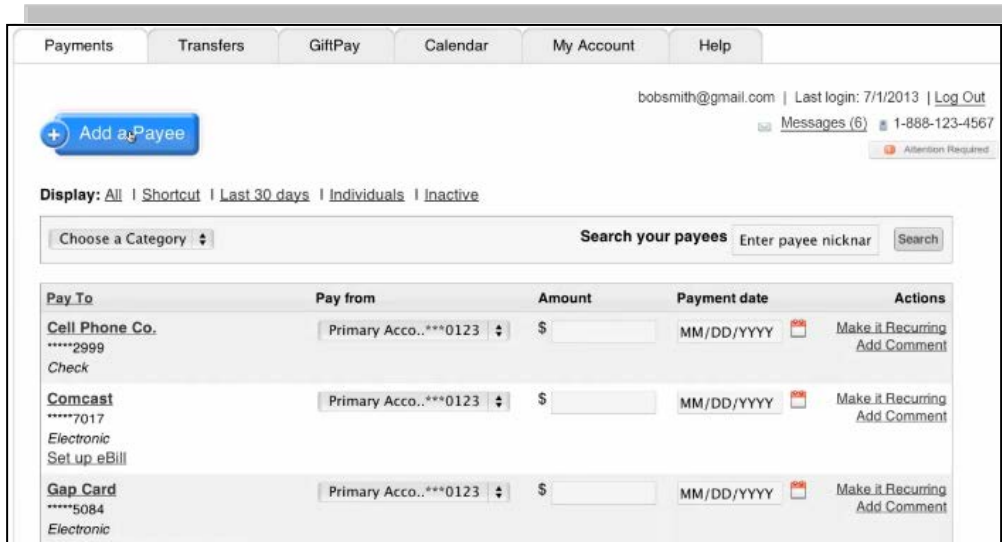 Payments Transfers GiftPay Calendar My Account Help
bobsmith@gmail.com | Last login: 7/1/2013 | Log Out
Add a Payee
Messages (6) 1-888-123-4567
Attention Required
Display: All | Shortcut | Last 30 days | Individuals | Inactive
Choose a Category Search your payees Enter payee nicknar Search
Pay To Pay from Amount Payment date Actions
Cell Phone Co. Primary Acco..***0123 $ MM/DD/YYYY Make it Recurring
*****2999 Add Comment
Check
Comcast Primary Acco..***0123 $ MM/DD/YYYY Make it Recurring
*****7017 Add Comment
Electronic
Set up eBill
Gap Card Primary Acco..***0123 $ MM/DD/YYYY Make it Recurring
*****5084 Add Comment
Electronic